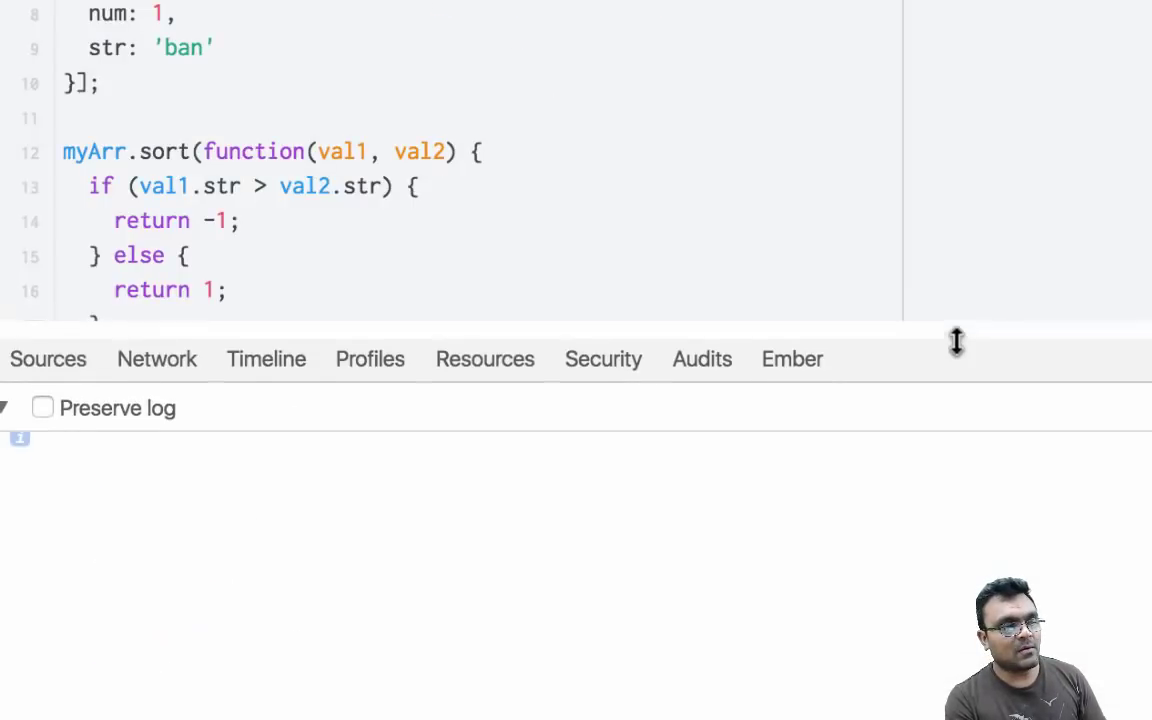 8 num: 1,
9 str: 'ban'
10 }];
11
12 myArr.sort(function(val1, val2) {
13 if (val1.str > val2.str) {
14 return -1;
15 } else {
16 return 1;
}
Sources Network Timeline Profiles Resources Security Audits Ember
Preserve log
i